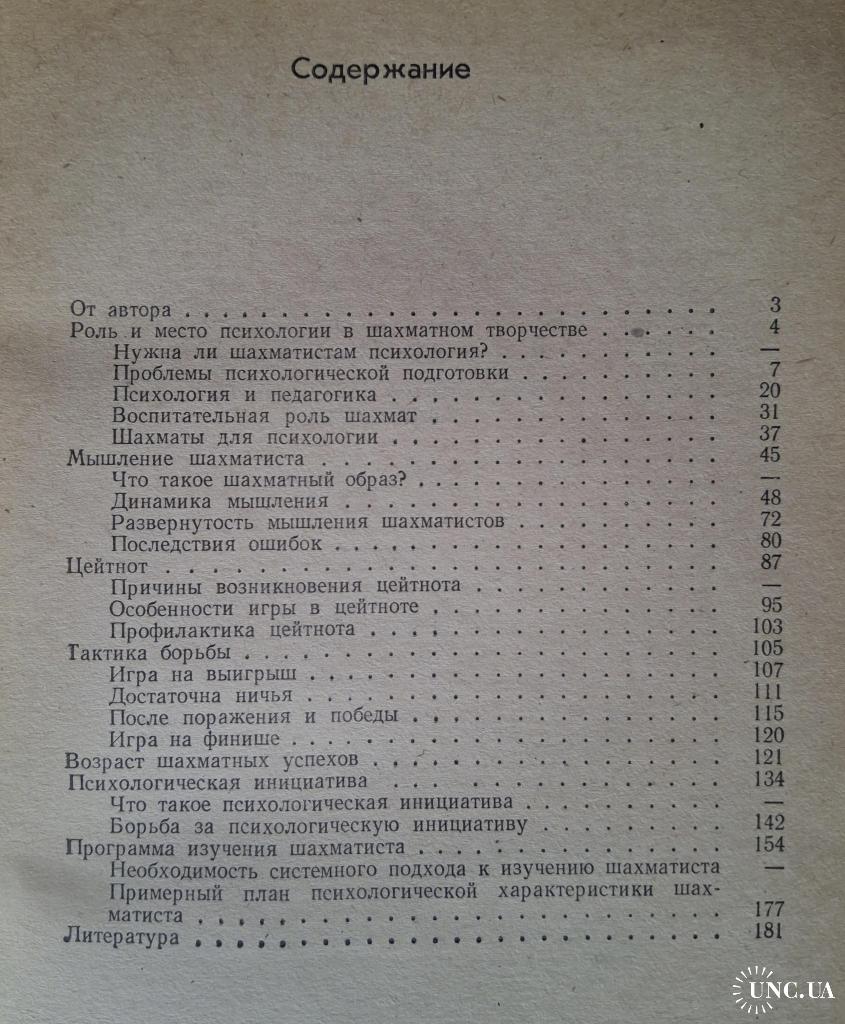 Содержание
От автора . . . . . . . . . . . . . . . . . . . . . . . . . 3
Роль и место психологии в шахматном творчестве . . . . . . 4
Нужна ли шахматистам психология? . . . . . . . . . . . —
Проблемы психологической подготовки . . . . . . . . . . 7
Психология и педагогика . . . . . . . . . . . . . . . . 20
Воспитательная роль шахмат . . . . . . . . . . . . . . 31
Шахматы для психологии . . . . . . . . . . . . . . . . 37
Мышление шахматиста . . . . . . . . . . . . . . . . . . . 45
Что такое шахматный образ? . . . . . . . . . . . . . . —
Динамика мышления . . . . . . . . . . . . . . . . . . 48
Развернутость мышления шахматистов . . . . . . . . . . 72
Последствия ошибок . . . . . . . . . . . . . . . . . . 80
Цейтнот . . . . . . . . . . . . . . . . . . . . . . . . . 87
Причины возникновения цейтнота . . . . . . . . . . . . —
Особенности игры в цейтноте . . . . . . . . . . . . . . 95
Профилактика цейтнота . . . . . . . . . . . . . . . . . 103
Тактика борьбы . . . . . . . . . . . . . . . . . . . . . . 105
Игра на выигрыш . . . . . . . . . . . . . . . . . . . 107
Достаточна ничья . . . . . . . . . . . . . . . . . . . 111
После поражения и победы . . . . . . . . . . . . . . . 115
Игра на финише . . . . . . . . . . . . . . . . . . . . 120
Возраст шахматных успехов . . . . . . . . . . . . . . . . 121
Психологическая инициатива . . . . . . . . . . . . . . . 134
Что такое психологическая инициатива . . . . . . . . . —
Борьба за психологическую инициативу . . . . . . . . . 142
Программа изучения шахматиста . . . . . . . . . . . . . . 154
Необходимость системного подхода к изучению шахматиста —
Примерный план психологической характеристики шах-
матиста . . . . . . . . . . . . . . . . . . . . . . . . 177
Литература . . . . . . . . . . . . . . . . . . . . . . . . 181
UNC.UA